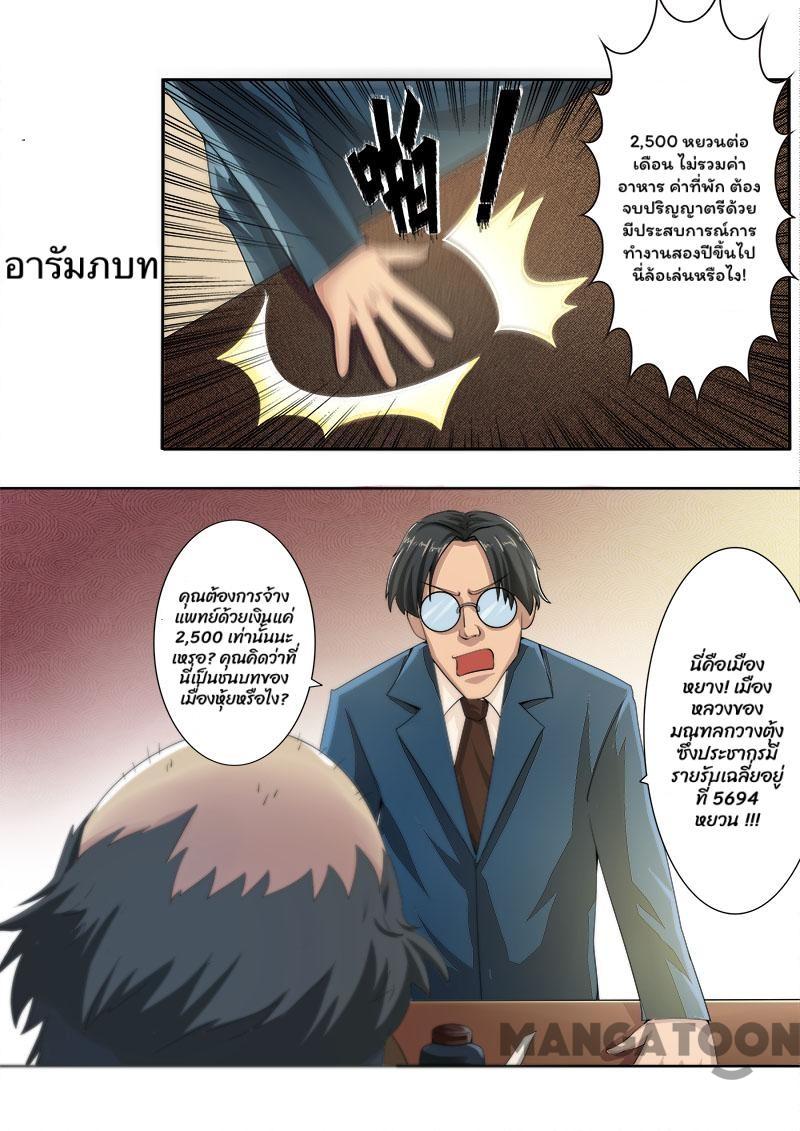 2,500 หยวนต่อ
เดือน ไม่รวมค่า
อาหาร ค่าที่พัก ต้อง
จบปริญญาตรีด้วย
มีประสบการณ์การ
ทำงานสองปีขึ้นไป
นี่ล้อเล่นหรือไง!
啪!
อารัมภบท
คุณต้องการจ้าง
แพทย์ด้วยเงินแค่
2,500 เท่านั้นนะ
เหรอ? คุณคิดว่าที่
นี่เป็นชนบทของ
เมืองหุ้ยหรือไง?
นี่คือเมือง
หยาง! เมือง
หลวงของ
มณฑลกวางตุ้ง
ซึ่งประชากรมี
รายรับเฉลี่ยอยู่
ที่ 5694
หยวน !!!
MANGATOON